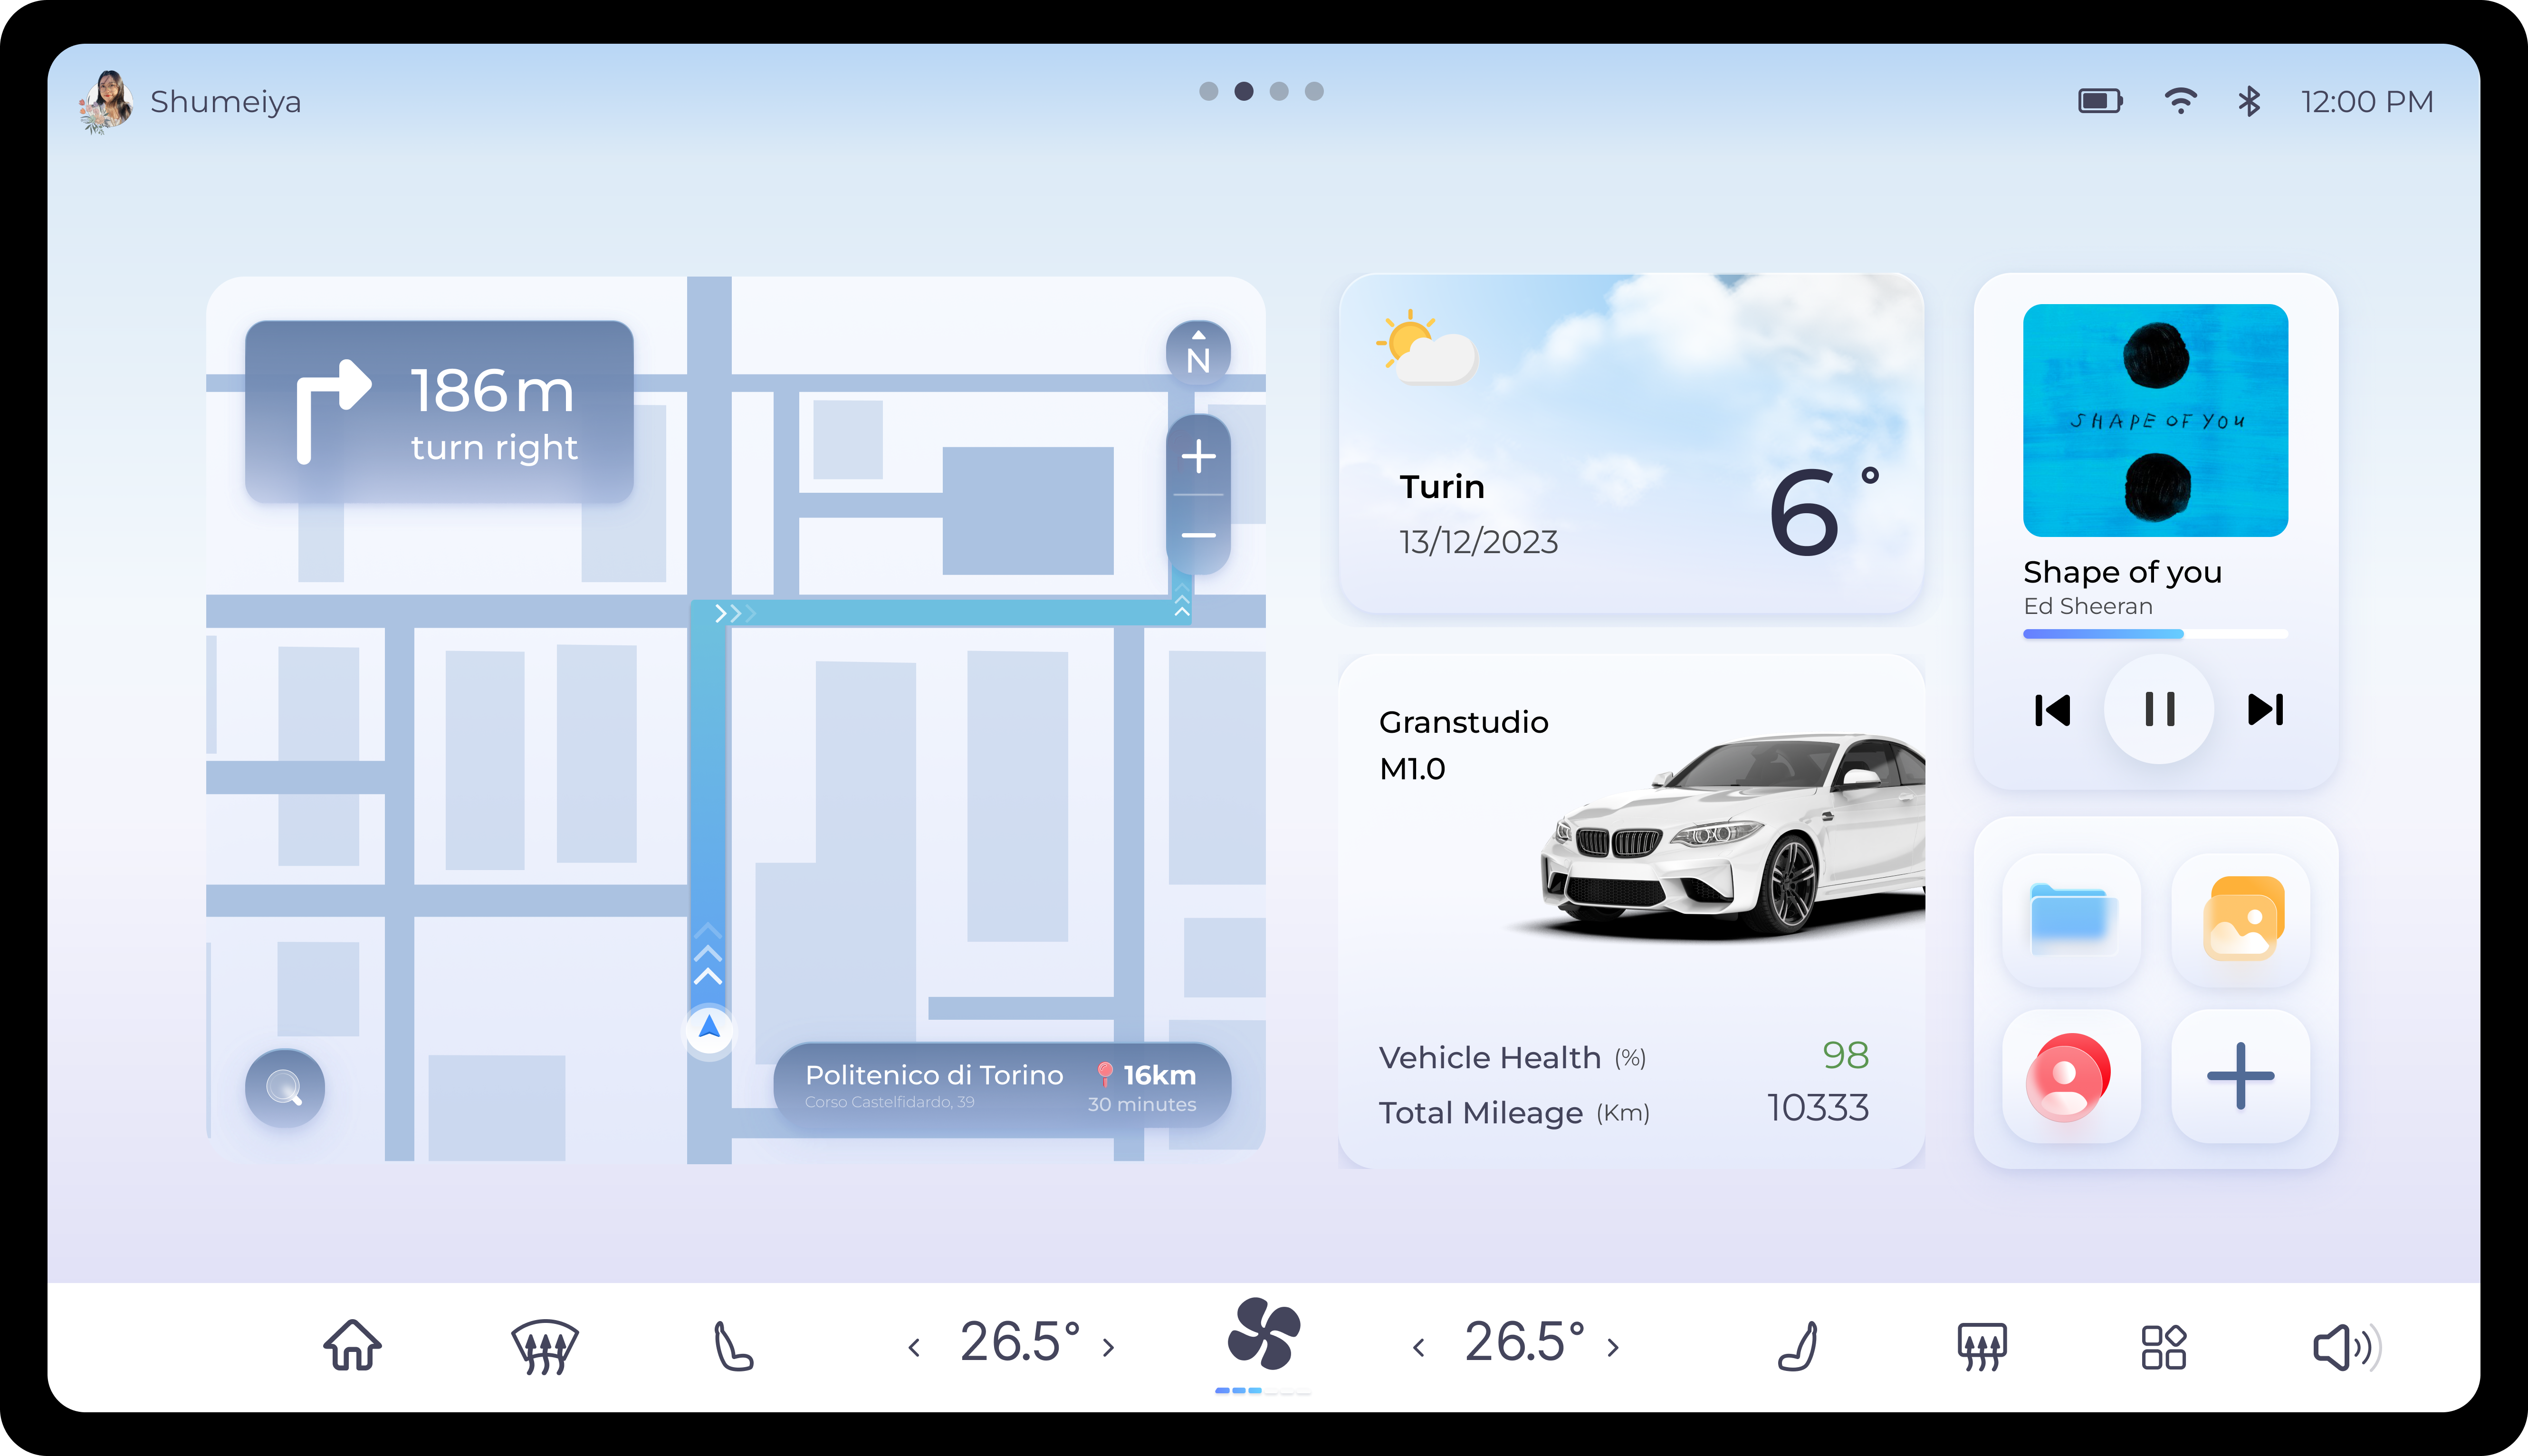 Shumeiya
12:00 PM
186m
turn right
N
Politenico di Torino
16km
Corso Castelfidardo, 39
30 minutes
Turin
13/12/2023
6°
SHAPE OF YOU
Shape of you
Ed Sheeran
Granstudio
M1.0
Vehicle Health (%)
98
Total Mileage (Km)
10333
26.5°
26.5°